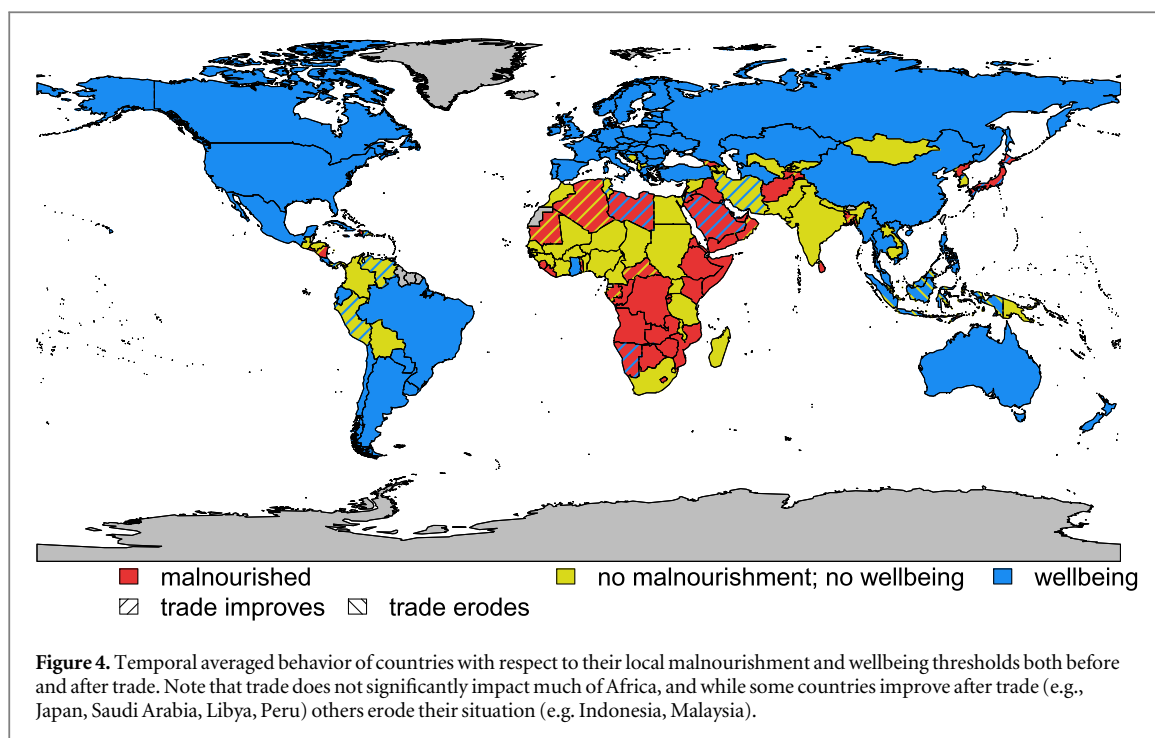 malnourished no malnourishment; no wellbeing wellbeing
trade improves trade erodes
Figure 4. Temporal averaged behavior of countries with respect to their local malnourishment and wellbeing thresholds both before
and after trade. Note that trade does not significantly impact much of Africa, and while some countries improve after trade (e.g.,
Japan, Saudi Arabia, Libya, Peru) others erode their situation (e.g. Indonesia, Malaysia).